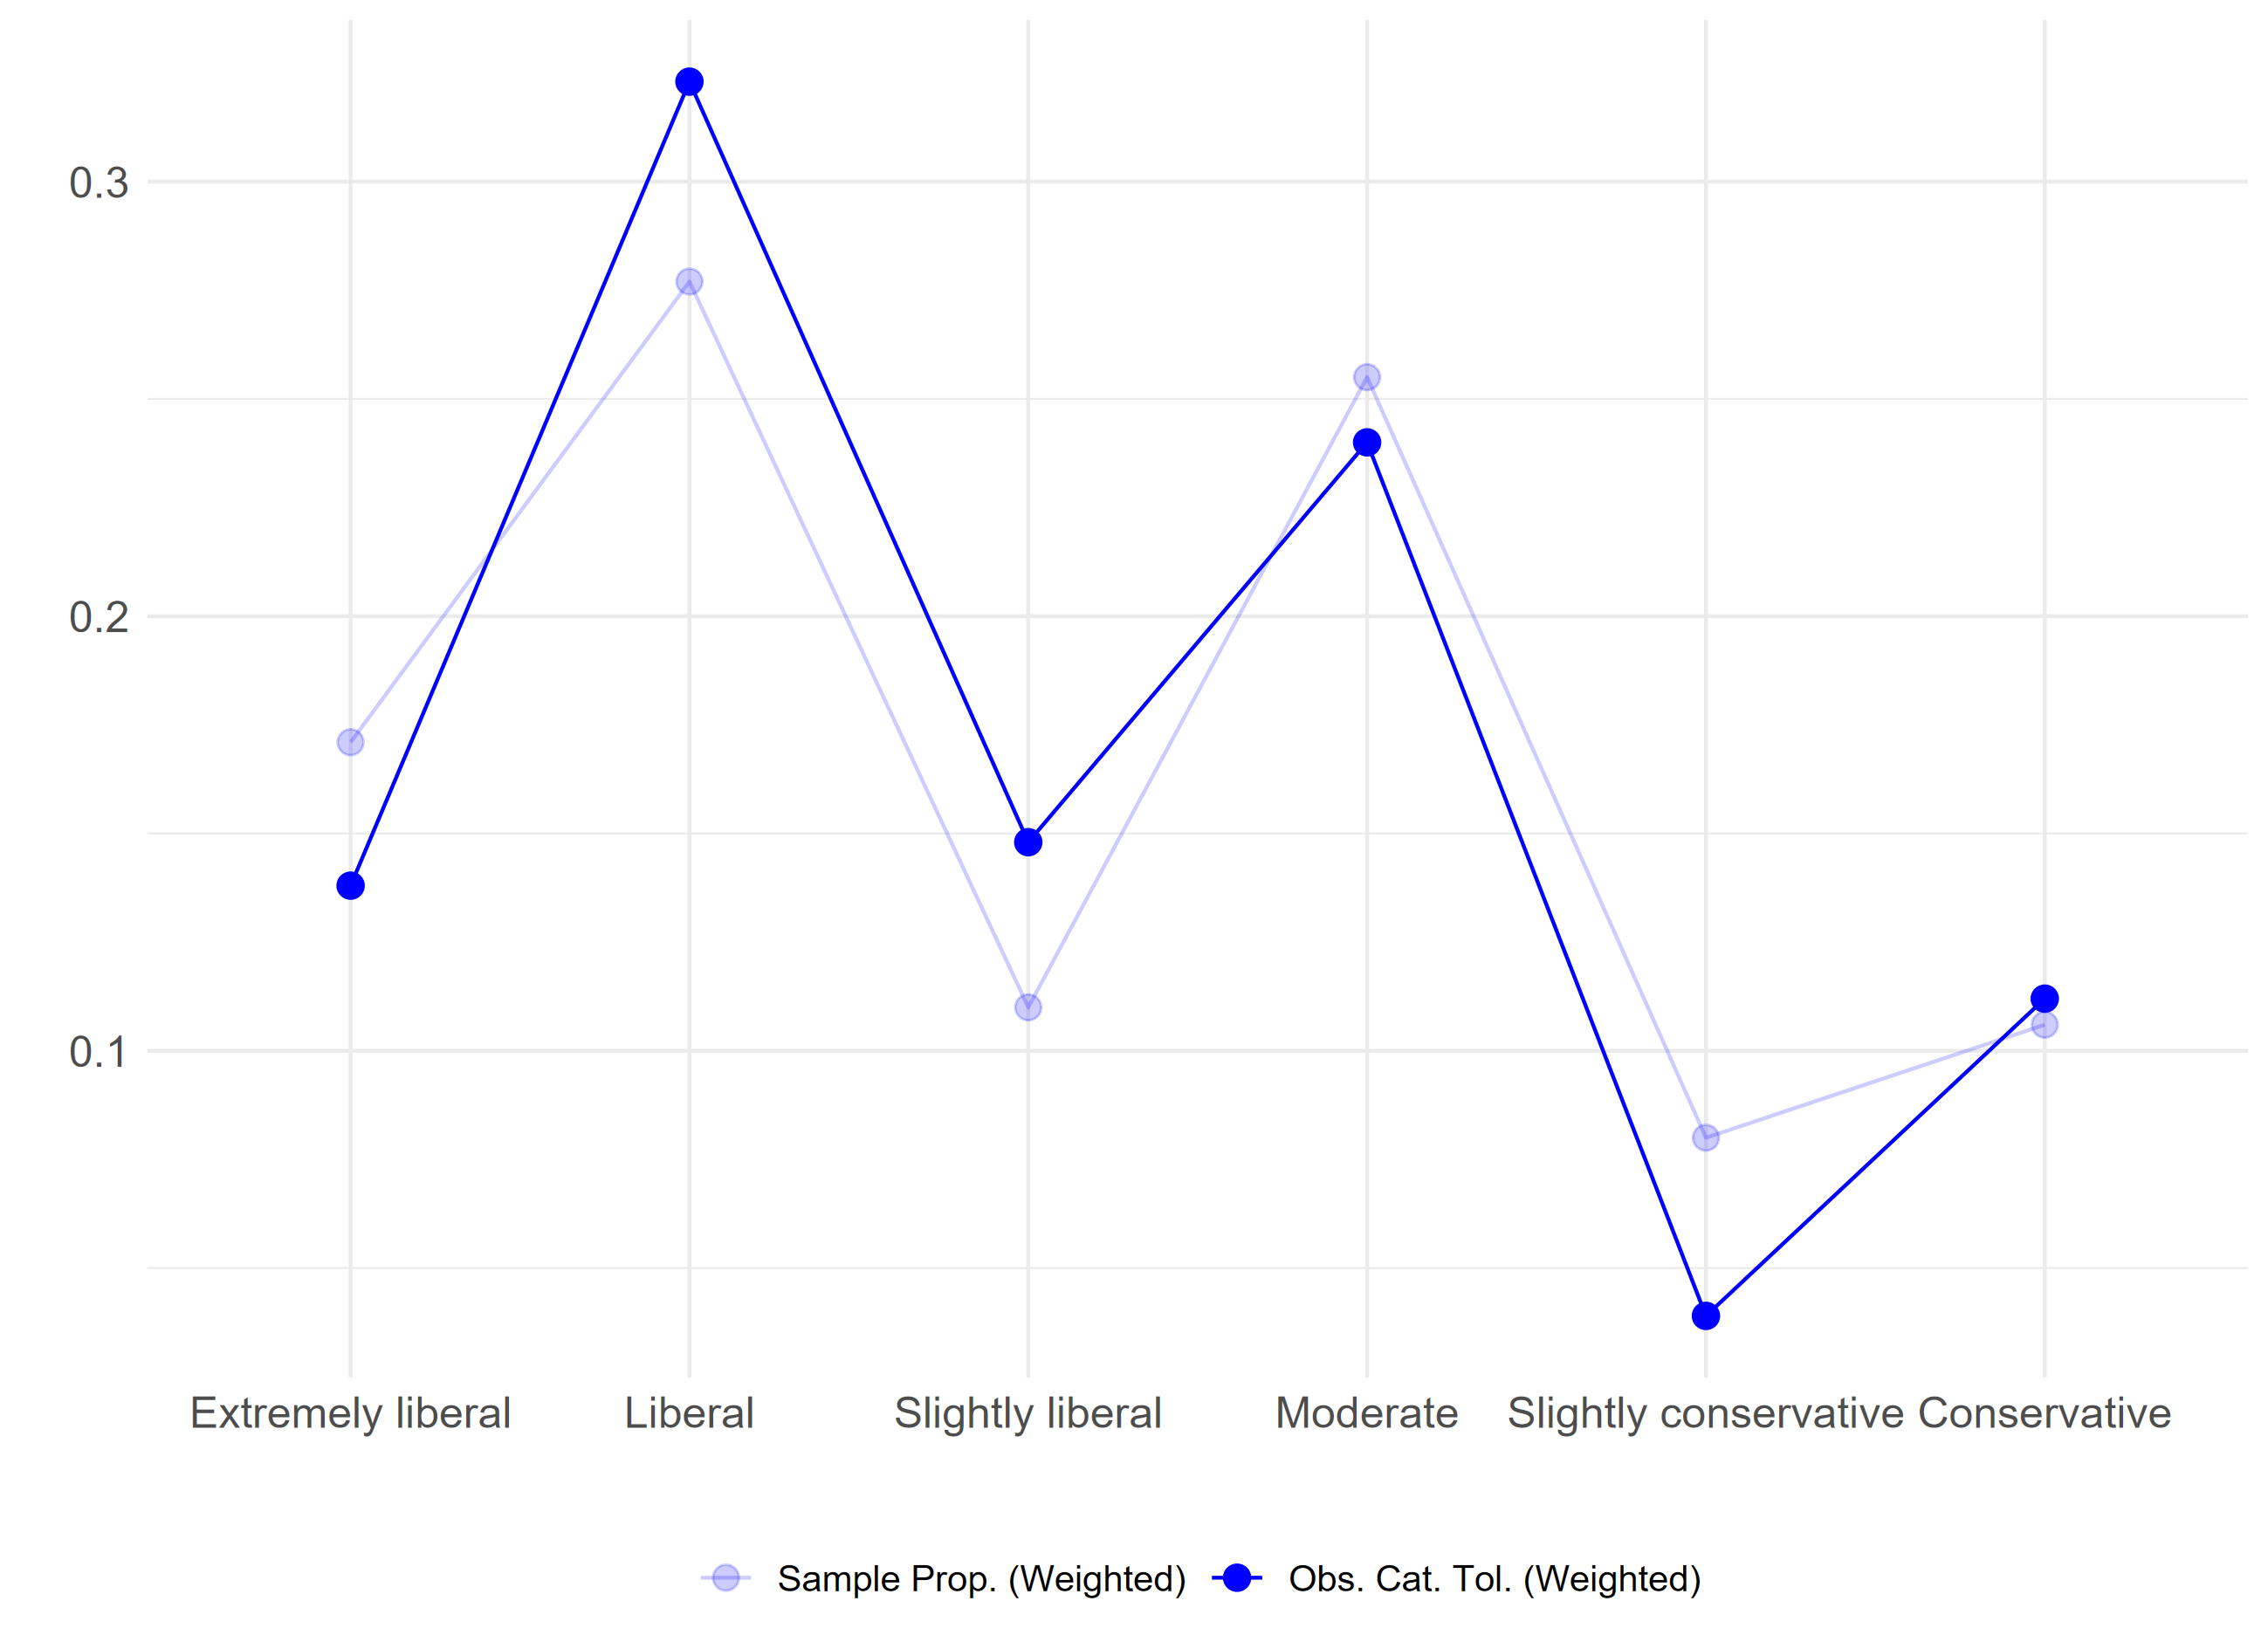 0.3
0.2
0.1
Extremely liberal Liberal Slightly liberal Moderate Slightly conservative Conservative
Sample Prop. (Weighted) Obs. Cat. Tol. (Weighted)